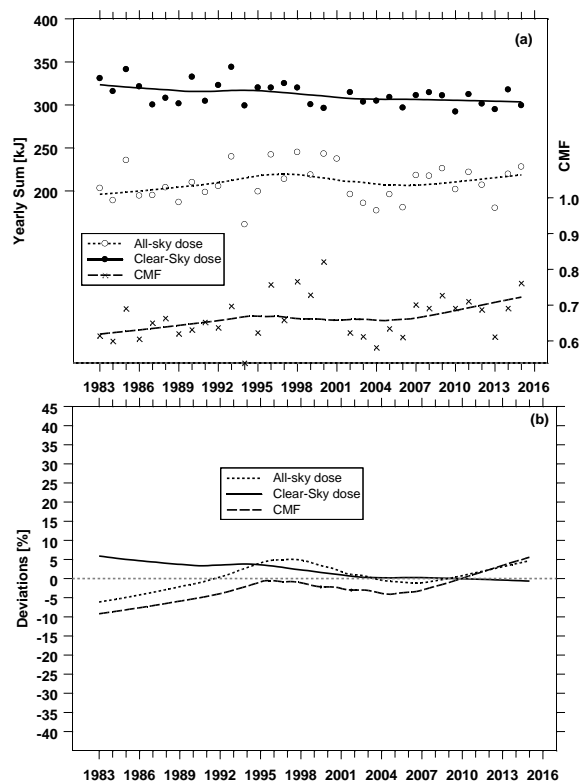 (a)
400
350
300
250
200
Yearly Sum [kJ]
CMF
1.0
0.9
0.8
0.7
0.6
All-sky dose
Clear-Sky dose
CMF
1983 1986 1989 1992 1995 1998 2001 2004 2007 2010 2013 2016
(b)
45
40
35
30
25
20
15
10
5
0
-5
-10
-15
-20
-25
-30
-35
-40
Deviations [%]
All-sky dose
Clear-Sky dose
CMF
1983 1986 1989 1992 1995 1998 2001 2004 2007 2010 2013 2016